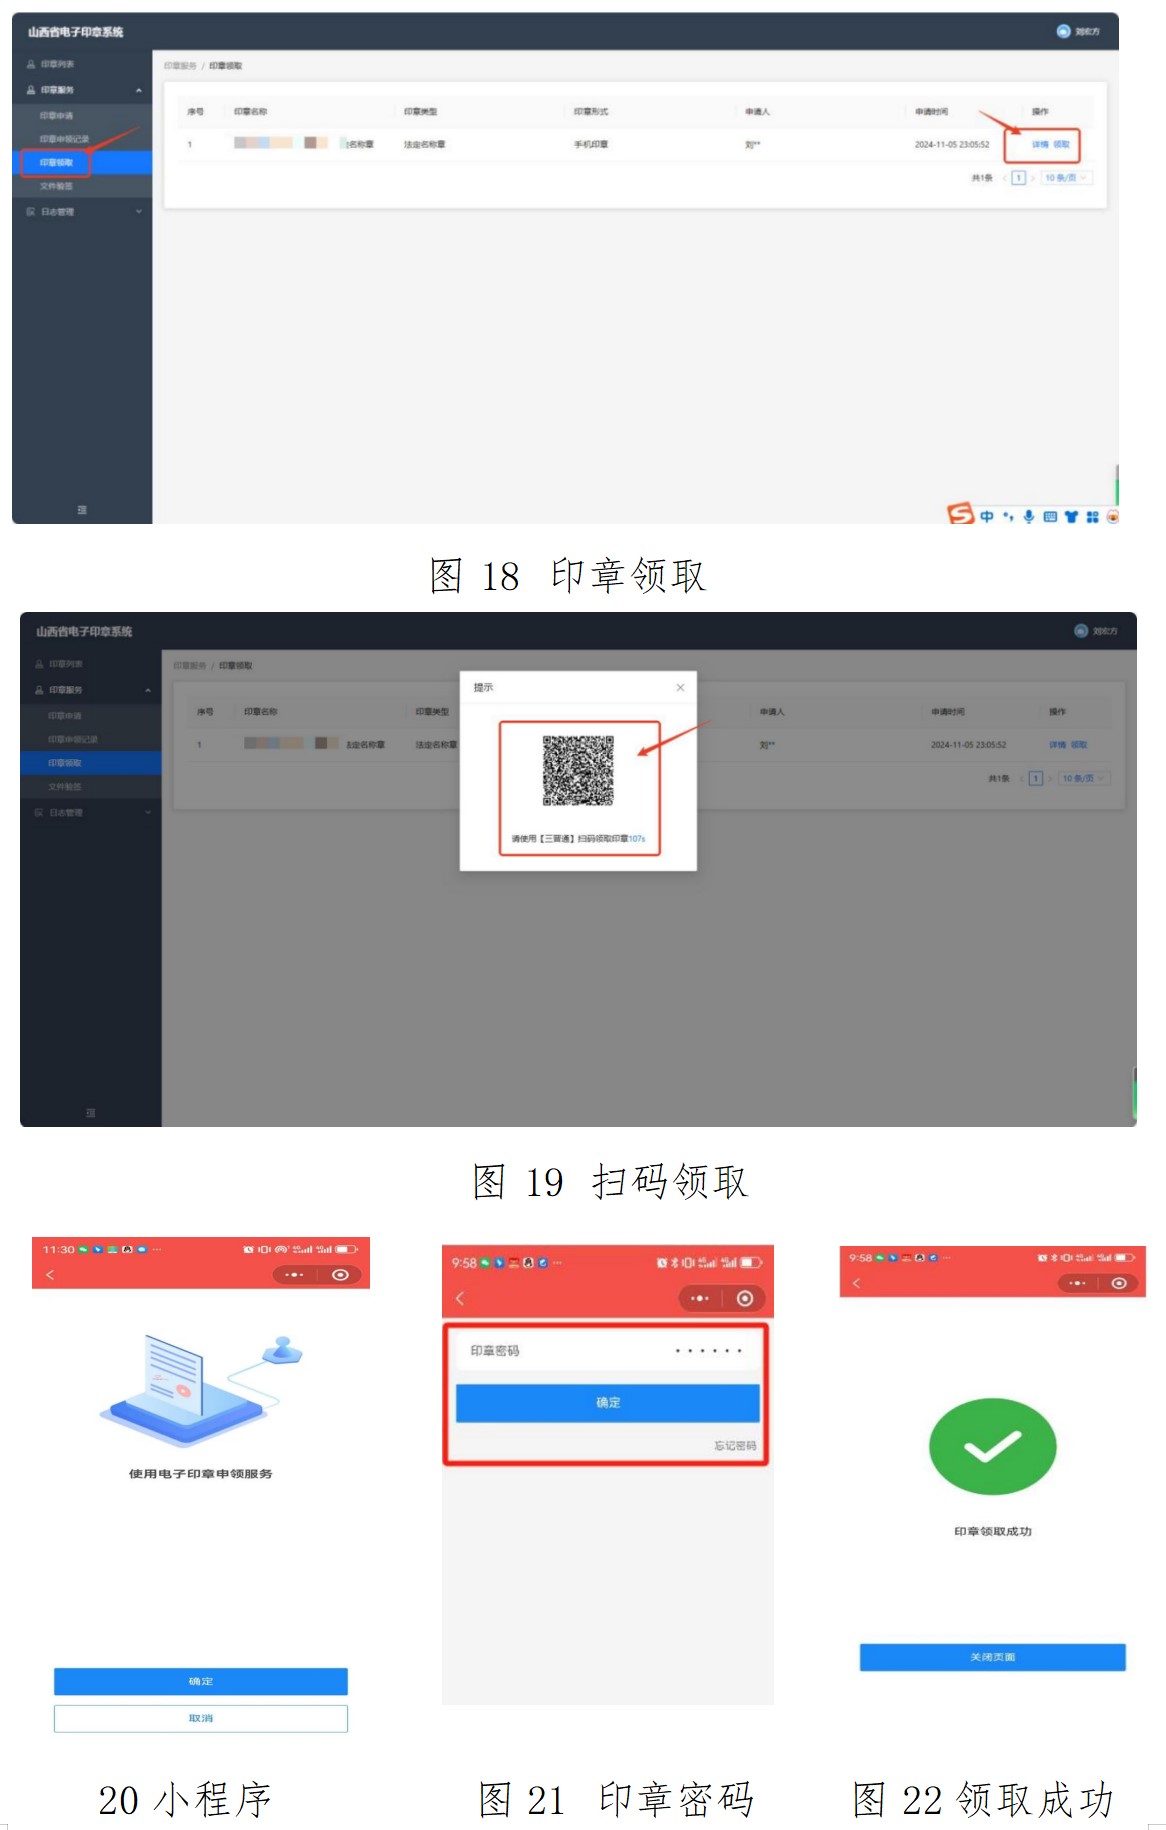 山西省电子印章系统
印章列表
印章服务
印章申请
印章申领记录
印章领取
文件验签
日志管理
印章服务 / 印章领取
序号 印章名称 印章类型 印章形式 申请人 申请时间 操作
1 名称章 法定名称章 手机印章 刘** 2024-11-05 23:05:52 详情 领取
共1条 < 1 > 10 条/页
中
图 18 印章领取
山西省电子印章系统
印章列表
印章服务
印章申请
印章申领记录
印章领取
文件验签
日志管理
印章服务 / 印章领取
序号 印章名称 印章类型 申请人 申请时间 操作
1 法定名称章 法定名称章 刘** 2024-11-05 23:05:52 详情 领取
共1条 < 1 > 10 条/页
提示
请使用【三晋通】扫码领取印章107s
图 19 扫码领取
11:30
使用电子印章申领服务
确定
取消
9:58
印章密码 ······
确定
忘记密码
9:58
印章领取成功
关闭页面
20 小程序
图 21 印章密码
图 22 领取成功